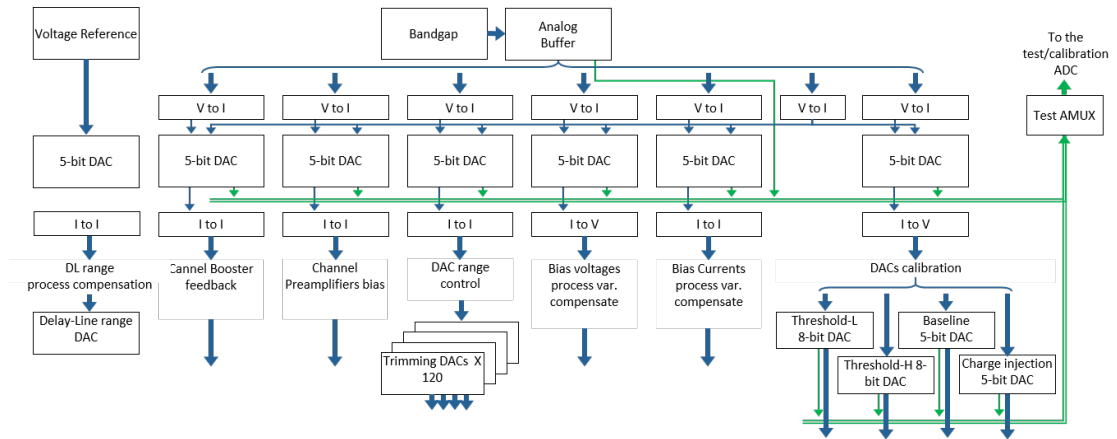 Voltage Reference
Bandgap
Analog
Buffer
To the
test/calibration
ADC
V to I
V to I
V to I
V to I
V to I
V to I
V to I
Test AMUX
5-bit DAC
5-bit DAC
5-bit DAC
5-bit DAC
5-bit DAC
5-bit DAC
5-bit DAC
I to I
I to I
I to I
I to I
I to V
I to I
I to V
DL range
process compensation
Cannel Booster
feedback
Channel
Preamplifiers bias
DAC range
control
Bias voltages
process var.
compensate
Bias Currents
process var.
compensate
DACs calibration
Delay-Line range
DAC
Trimming DACs X
120
Threshold-L
8-bit DAC
Baseline
5-bit DAC
Threshold-H 8-
bit DAC
Charge injection
5-bit DAC